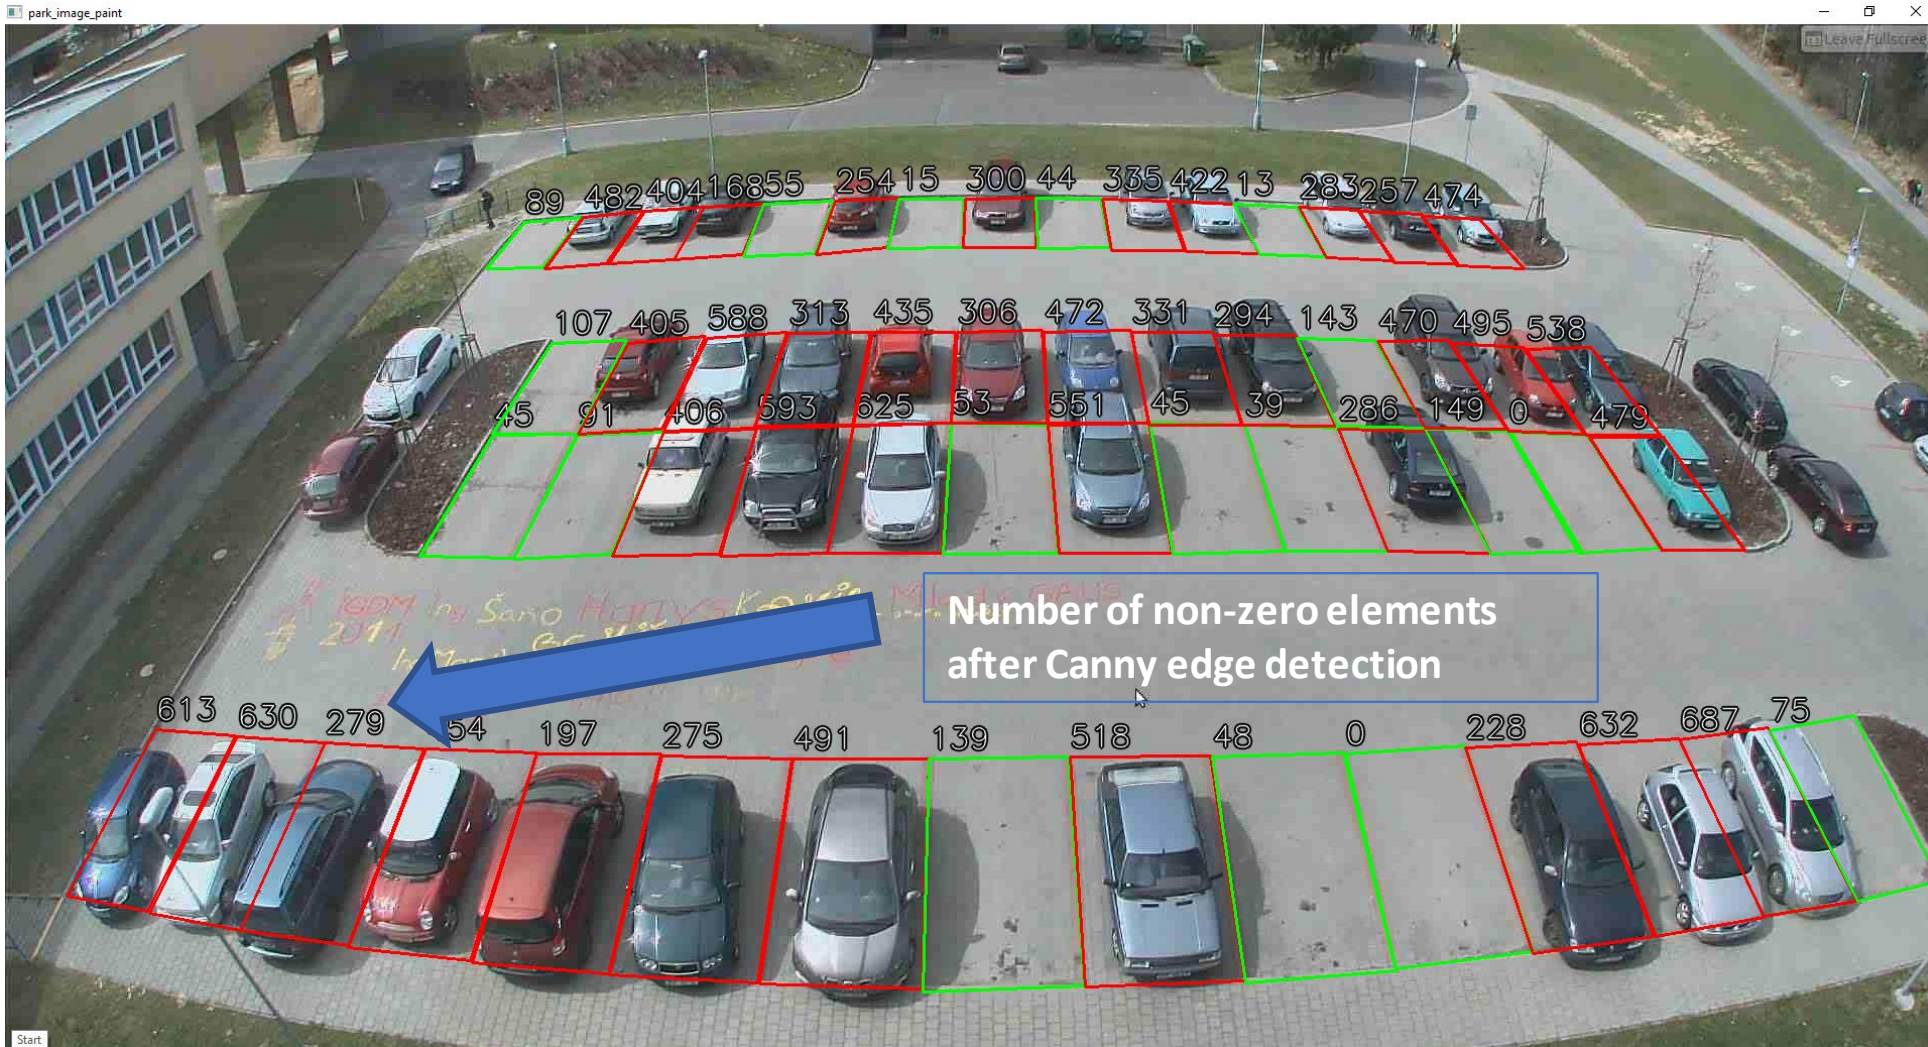 park_image_paint
Leave Fullscree
89 482 404 168 55 254 15 300 44 335 422 13 283 257 474
107 405 588 313 435 306 472 331 294 143 470 495 538
45 91 406 593 625 53 551 45 39 286 149 0 479
Šaňo
2011
Number of non-zero elements
after Canny edge detection
613 630 279 54 197 275 491 139 518 48 0 228 632 687 75
Start